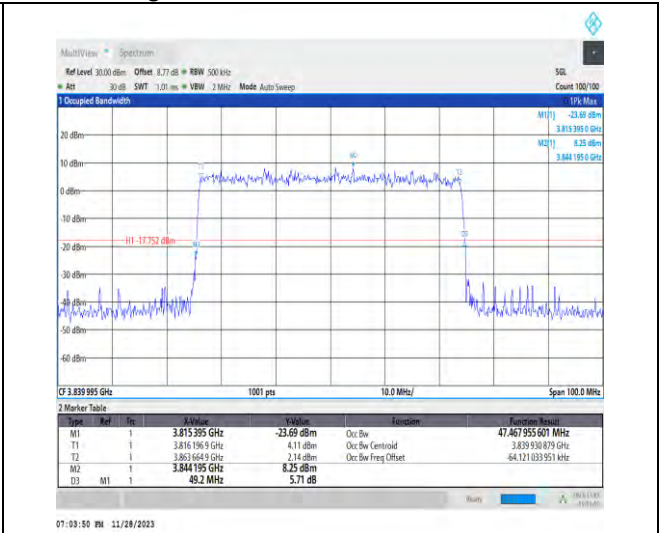 MultiView Spectrum
Ref Level 30.00 dBm Offset 8.77 dB RBW 500 kHz SGL
Att 30 dB SWT 1.01 ms VBW 2 MHz Mode Auto Sweep Count 100/100
1 Occupied Bandwidth 1Pk Max
M1[1] -23.69 dBm
3.815 395 0 GHz
20 dBm
M2[1] 8.25 dBm
3.844 195 0 GHz
10 dBm
M2
T2
0 dBm
-10 dBm
D3
H1 -17.752 dBm
M1
-20 dBm
-30 dBm
-40 dBm
-50 dBm
-60 dBm
CF 3.839 995 GHz 1001 pts 10.0 MHz/ Span 100.0 MHz
2 Marker Table
Type Ref Trc X-Value Y-Value Function Function Result
M1 1 3.815 395 GHz -23.69 dBm Occ Bw 47.467 955 601 MHz
T1 1 3.816 196 9 GHz 4.11 dBm Occ Bw Centroid 3.839 930 879 GHz
T2 1 3.863 664 9 GHz 2.14 dBm Occ Bw Freq Offset -64.121 033 951 kHz
M2 1 3.844 195 GHz 8.25 dBm
D3 M1 1 49.2 MHz 5.71 dB
07:03:50 PM 11/28/2023